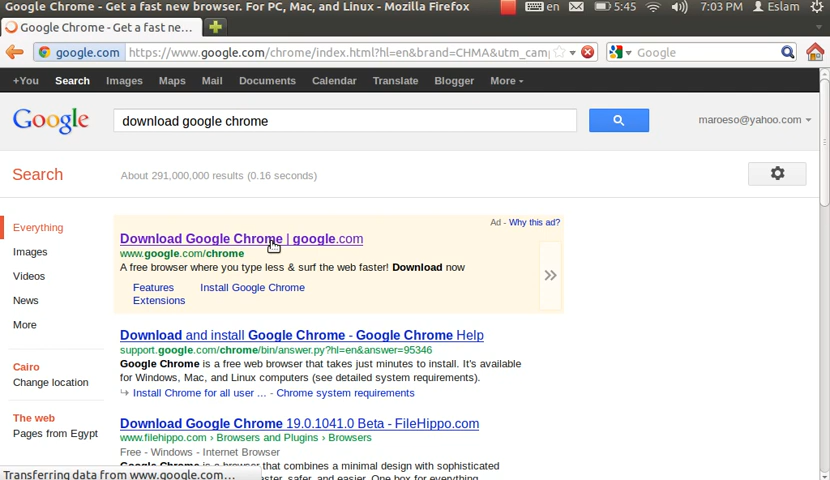 Google Chrome - Get a fast new browser. For PC, Mac, and Linux - Mozilla Firefox en 5:45 7:03 PM Eslam
Google Chrome - Get a fast ne...
google.com https://www.google.com/chrome/index.html?hl=en&brand=CHMA&utm_camp Google
+You Search Images Maps Mail Documents Calendar Translate Blogger More
Google download google chrome maroeso@yahoo.com
Search About 291,000,000 results (0.16 seconds)
Everything
Images
Videos
News
More
Cairo
Change location
The web
Pages from Egypt
Ad - Why this ad?
Download Google Chrome | google.com
www.google.com/chrome
A free browser where you type less & surf the web faster! Download now
Features Install Google Chrome
Extensions
Download and install Google Chrome - Google Chrome Help
support.google.com/chrome/bin/answer.py?hl=en&answer=95346
Google Chrome is a free web browser that takes just minutes to install. It's available
for Windows, Mac, and Linux computers (see detailed system requirements).
Install Chrome for all user ... - Chrome system requirements
Download Google Chrome 19.0.1041.0 Beta - FileHippo.com
www.filehippo.com › Browsers and Plugins › Browsers
Free - Windows - Internet Browser
Google Chrome is a browser that combines a minimal design with sophisticated
faster, safer, and easier. One box for everything
Transferring data from www.google.com...